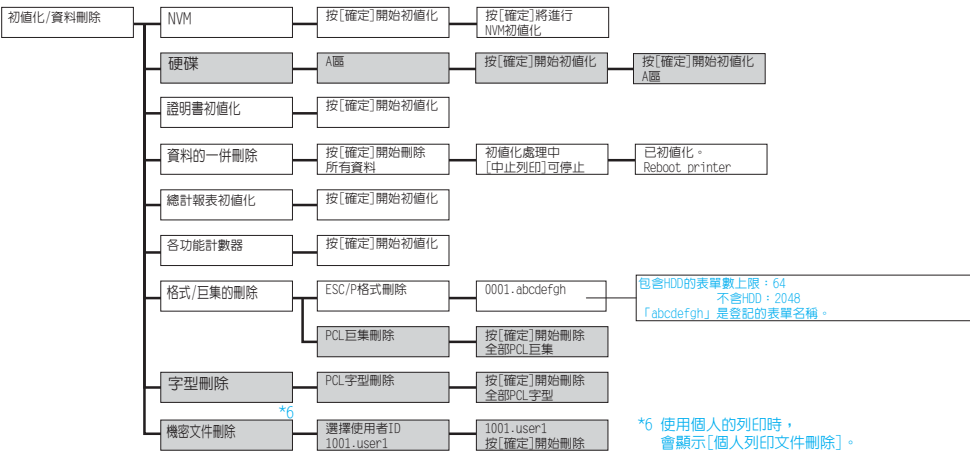 初值化/資料刪除
NVM
按[確定]開始初值化
按[確定]將進行
NVM初值化
硬碟
A區
按[確定]開始初值化
按[確定]開始初值化
A區
證明書初值化
按[確定]開始初值化
資料的一併刪除
按[確定]開始刪除
所有資料
初值化處理中
[中止列印]可停止
已初值化。
Reboot printer
總計報表初值化
按[確定]開始初值化
各功能計數器
按[確定]開始初值化
格式/巨集的刪除
ESC/P格式刪除
0001.abcdefgh
包含HDD的表單數上限：64
不含HDD：2048
「abcdefgh」是登記的表單名稱。
PCL巨集刪除
按[確定]開始刪除
全部PCL巨集
字型刪除
PCL字型刪除
按[確定]開始刪除
全部PCL字型
*6
機密文件刪除
選擇使用者ID
1001.user1
1001.user1
按[確定]開始刪除
*6 使用個人的列印時，
會顯示[個人列印文件刪除]。